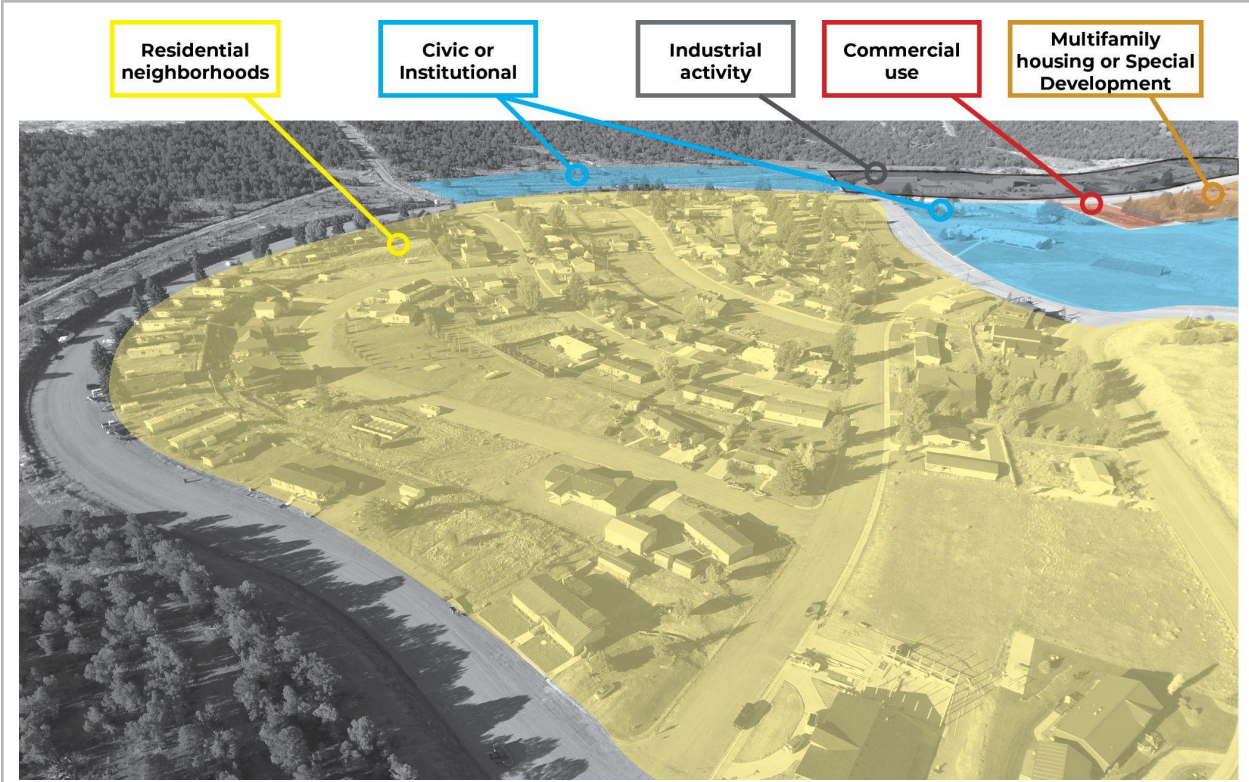 Residential
neighborhoods
Civic or
Institutional
Industrial
activity
Commercial
use
Multifamily
housing or Special
Development